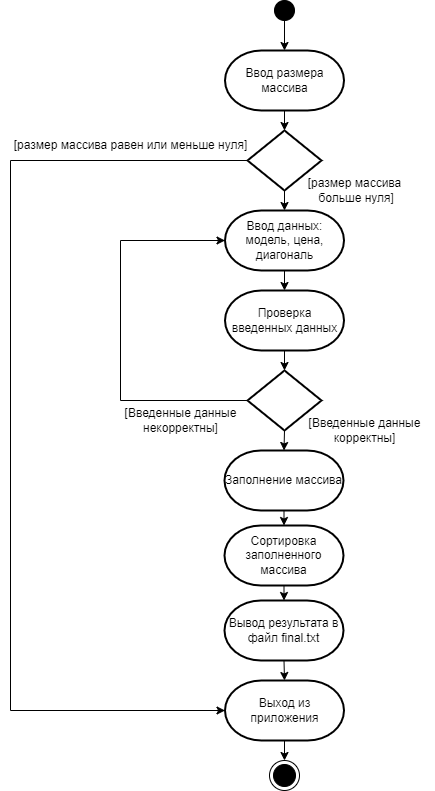 Ввод размера
массива
[размер массива равен или меньше нуля]
[размер массива
больше нуля]
Ввод данных:
модель, цена,
диагональ
Проверка
введенных данных
[Введенные данные
некорректны]
[Введенные данные
корректны]
Заполнение массива
Сортировка
заполненного
массива
Вывод результата в
файл final.txt
Выход из
приложения